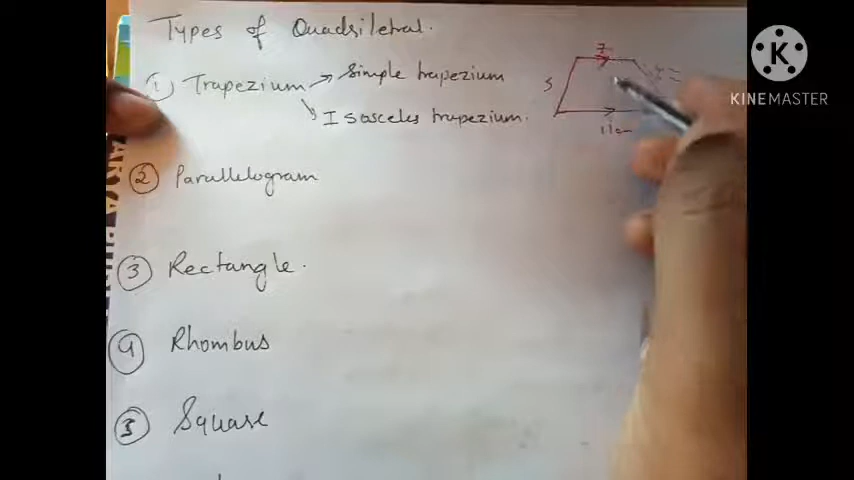 Types of Quadsiletral.
① Trapezium → Simple trapezium
→ Isosceles trapezium.
② Parallelogram
③ Rectangle.
④ Rhombus
⑤ Square
7
5
11cm
K
KINEMASTER